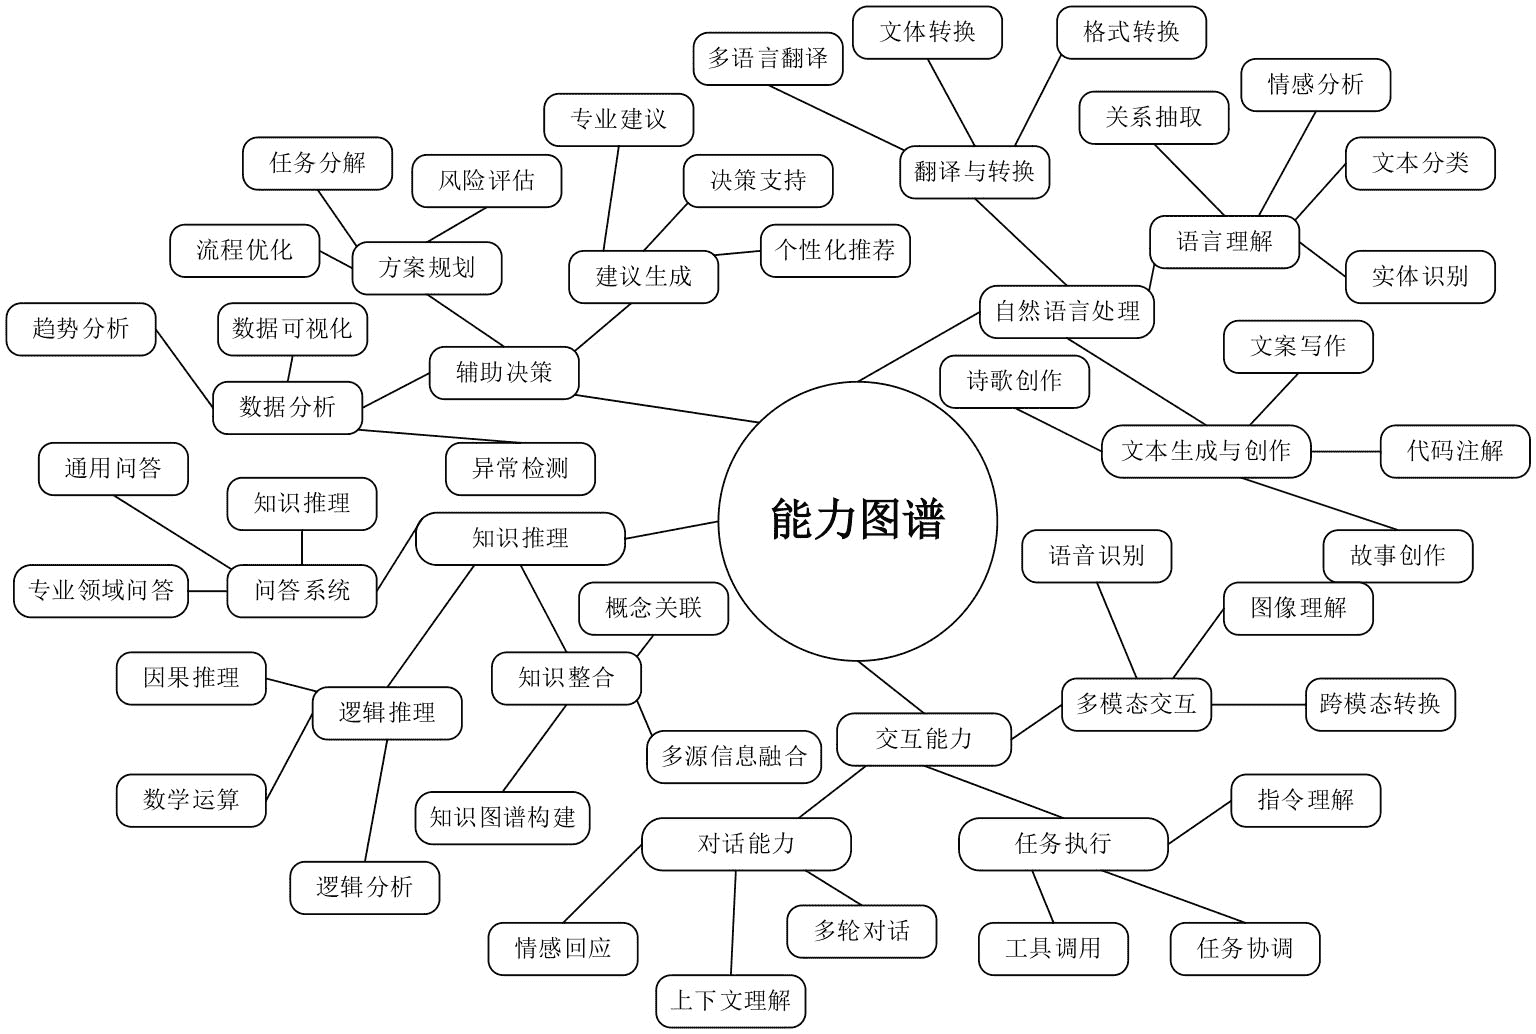 文体转换
格式转换
多语言翻译
情感分析
专业建议
关系抽取
任务分解
风险评估
决策支持
翻译与转换
文本分类
流程优化
方案规划
建议生成
个性化推荐
语言理解
实体识别
趋势分析
数据可视化
自然语言处理
文案写作
辅助决策
诗歌创作
数据分析
文本生成与创作
代码注解
通用问答
异常检测
知识推理
能力图谱
知识推理
语音识别
故事创作
专业领域问答
问答系统
概念关联
图像理解
因果推理
知识整合
逻辑推理
多模态交互
跨模态转换
交互能力
多源信息融合
数学运算
知识图谱构建
指令理解
对话能力
任务执行
逻辑分析
情感回应
多轮对话
工具调用
任务协调
上下文理解